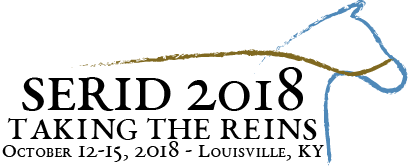 SERID 2018
TAKING THE REINS
October 12-15, 2018 - Louisville, KY